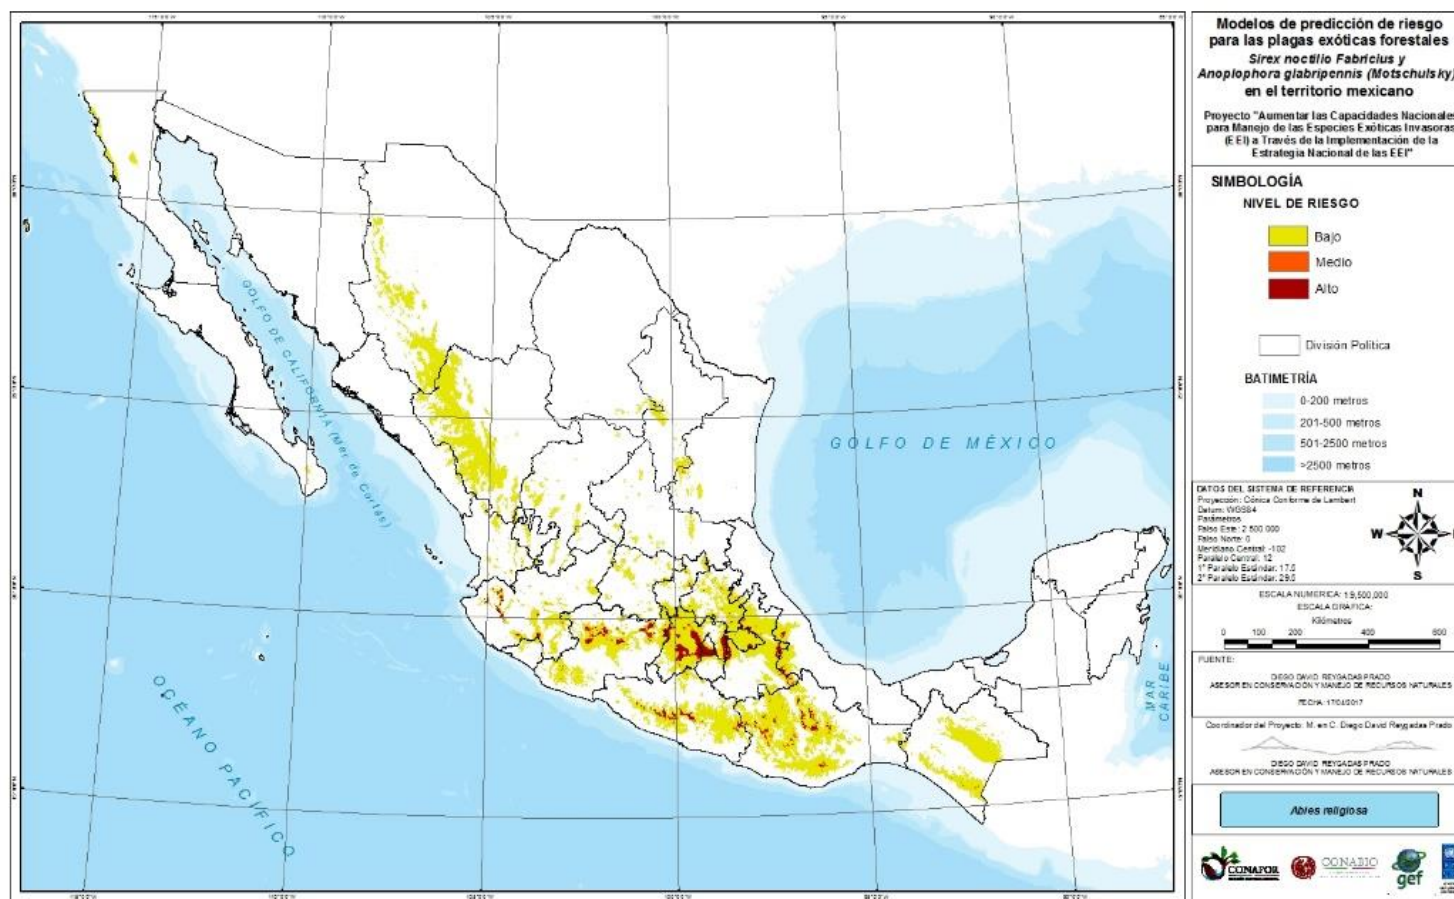 Modelos de predicción de riesgo
para las plagas exóticas forestales
Sirex noctilio Fabricius y
Anoplophora glabripennis (Motschulsky)
en el territorio mexicano
Proyecto "Aumentar las Capacidades Nacionales
para Manejo de las Especies Exóticas Invasoras
(EEI) a Través de la Implementación de la
Estrategia Nacional de las EEI"
SIMBOLOGÍA
NIVEL DE RIESGO
Bajo
Medio
Alto
División Política
BATIMETRÍA
0-200 metros
201-500 metros
501-2500 metros
>2500 metros
DATOS DEL SISTEMA DE REFERENCIA
Proyección: Cónica Conforme de Lambert
Datum: WGS84
Parámetros
Falso Este: 2 500 000
Falso Norte: 0
Meridiano Central: -102
Paralelo Central: 12
1° Paralelo Estándar: 17.5
2° Paralelo Estándar: 29.5
N
W
S
ESCALA NUMERICA: 1:9,500,000
ESCALA GRAFICA:
Kilómetros
0 100 200 400 600
FUENTE:
DIEGO DAVID REYGADAS PRADO
ASESOR EN CONSERVACIÓN Y MANEJO DE RECURSOS NATURALES
FECHA: 17/04/2017
Coordinador del Proyecto: M. en C. Diego David Reygadas Prado
DIEGO DAVID REYGADAS PRADO
ASESOR EN CONSERVACIÓN Y MANEJO DE RECURSOS NATURALES
Abies religiosa
CONAFOR
CONABIO
gef
GOLFO DE CALIFORNIA (Mar de Cortés)
GOLFO DE MÉXICO
OCÉANO PACÍFICO
MAR
CARIBE